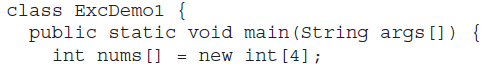 class ExcDemo1 {
public static void main(String args[]) {
int nums[] = new int[4];